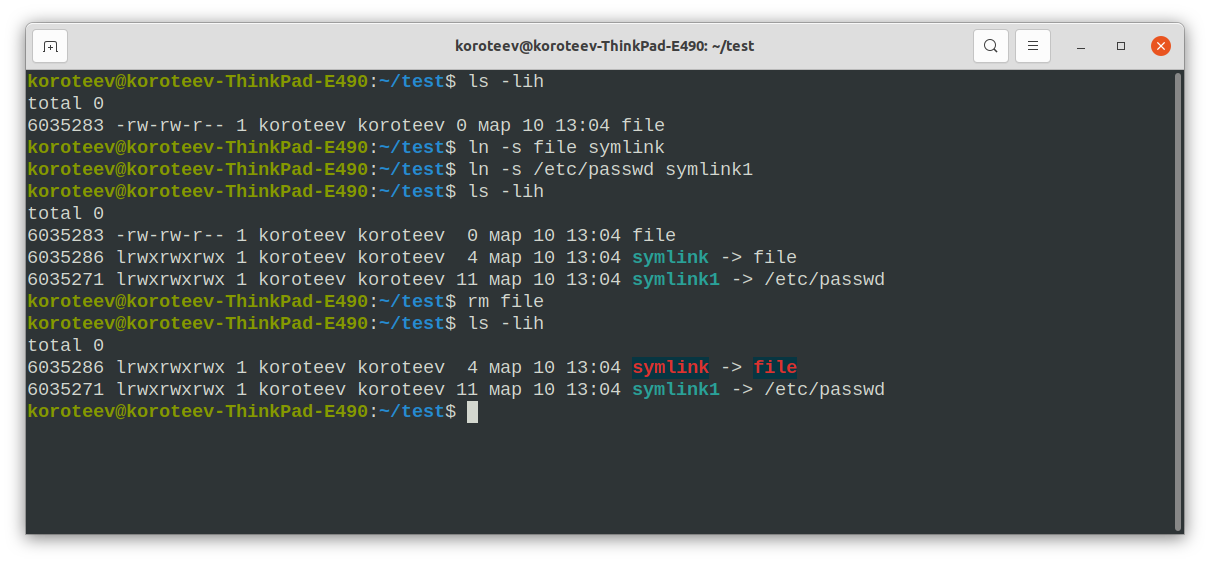 koroteev@koroteev-ThinkPad-E490: ~/test
koroteev@koroteev-ThinkPad-E490:~/test$ ls -lih
total 0
6035283 -rw-rw-r-- 1 koroteev koroteev 0 мар 10 13:04 file
koroteev@koroteev-ThinkPad-E490:~/test$ ln -s file symlink
koroteev@koroteev-ThinkPad-E490:~/test$ ln -s /etc/passwd symlink1
koroteev@koroteev-ThinkPad-E490:~/test$ ls -lih
total 0
6035283 -rw-rw-r-- 1 koroteev koroteev  0 мар 10 13:04 file
6035286 lrwxrwxrwx 1 koroteev koroteev  4 мар 10 13:04 symlink -> file
6035271 lrwxrwxrwx 1 koroteev koroteev 11 мар 10 13:04 symlink1 -> /etc/passwd
koroteev@koroteev-ThinkPad-E490:~/test$ rm file
koroteev@koroteev-ThinkPad-E490:~/test$ ls -lih
total 0
6035286 lrwxrwxrwx 1 koroteev koroteev  4 мар 10 13:04 symlink -> file
6035271 lrwxrwxrwx 1 koroteev koroteev 11 мар 10 13:04 symlink1 -> /etc/passwd
koroteev@koroteev-ThinkPad-E490:~/test$